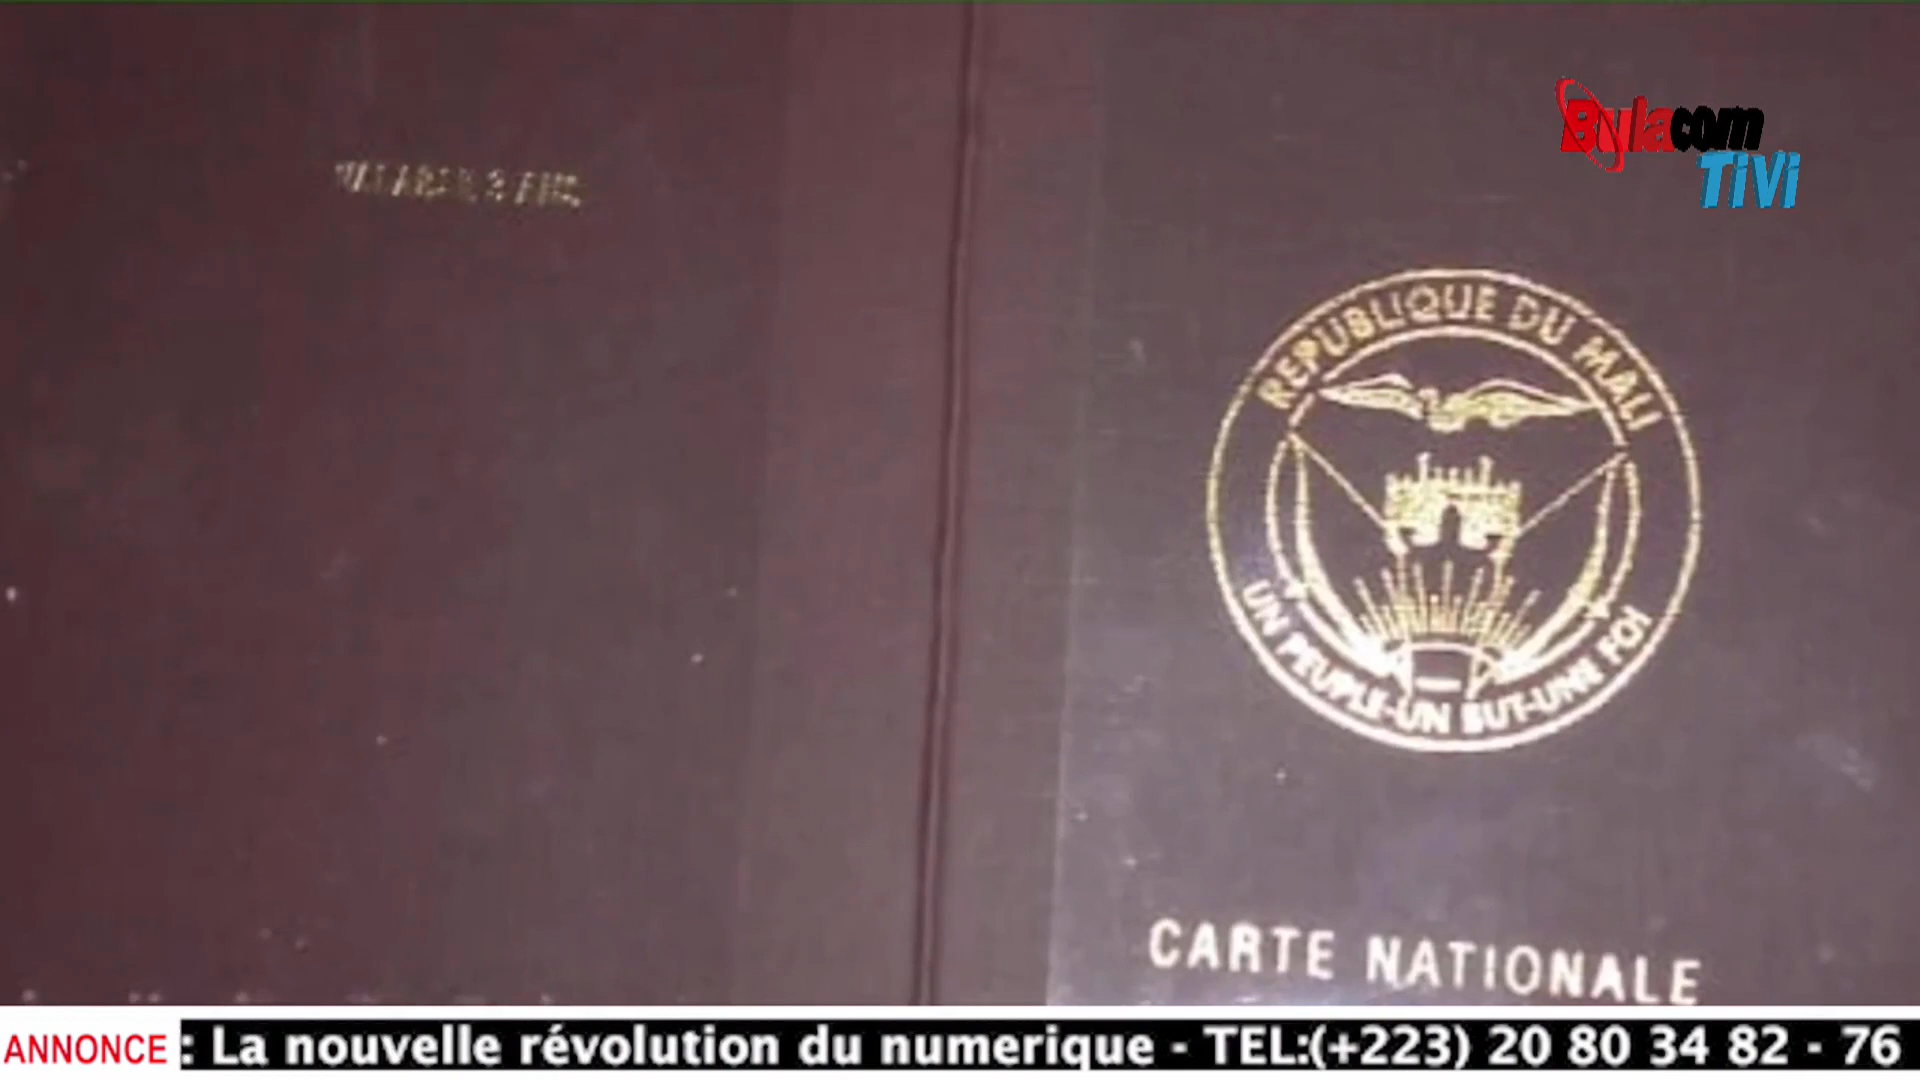 Bylacom
TiVi
REPUBLIQUE DU MALI
UN PEUPLE-UN BUT-UNE FOI
CARTE NATIONALE
ANNONCE : La nouvelle révolution du numerique - TEL:(+223) 20 80 34 82 - 76